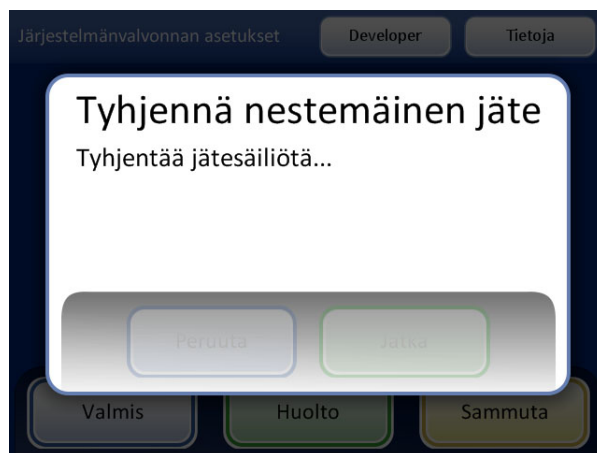 Järjestelmänvalvonnan asetukset Developer Tietoja
Tyhjennä nestemäinen jäte
Tyhjentää jätesäiliötä...
Peruuta Jatka
Valmis Huolto Sammuta